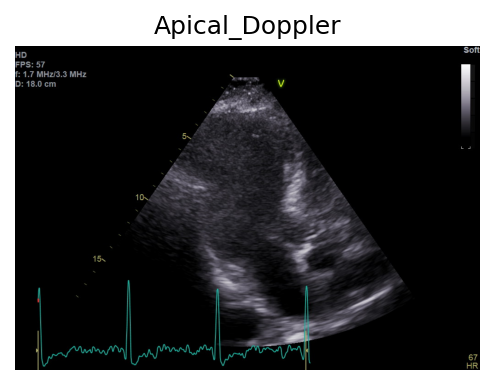 Apical_Doppler
HD
FPS: 57
f: 1.7 MHz/3.3 MHz
D: 18.0 cm
Soft
V
5
10
15
67
HR